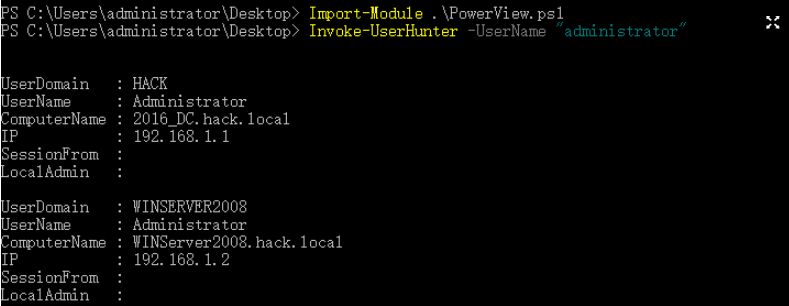 PS C:\Users\administrator\Desktop> Import-Module .\PowerView.ps1
PS C:\Users\administrator\Desktop> Invoke-UserHunter -UserName "administrator"
UserDomain   : HACK
UserName     : Administrator
ComputerName : 2016_DC.hack.local
IP           : 192.168.1.1
SessionFrom  :
LocalAdmin   :
UserDomain   : WINSERVER2008
UserName     : Administrator
ComputerName : WINServer2008.hack.local
IP           : 192.168.1.2
SessionFrom  :
LocalAdmin   :